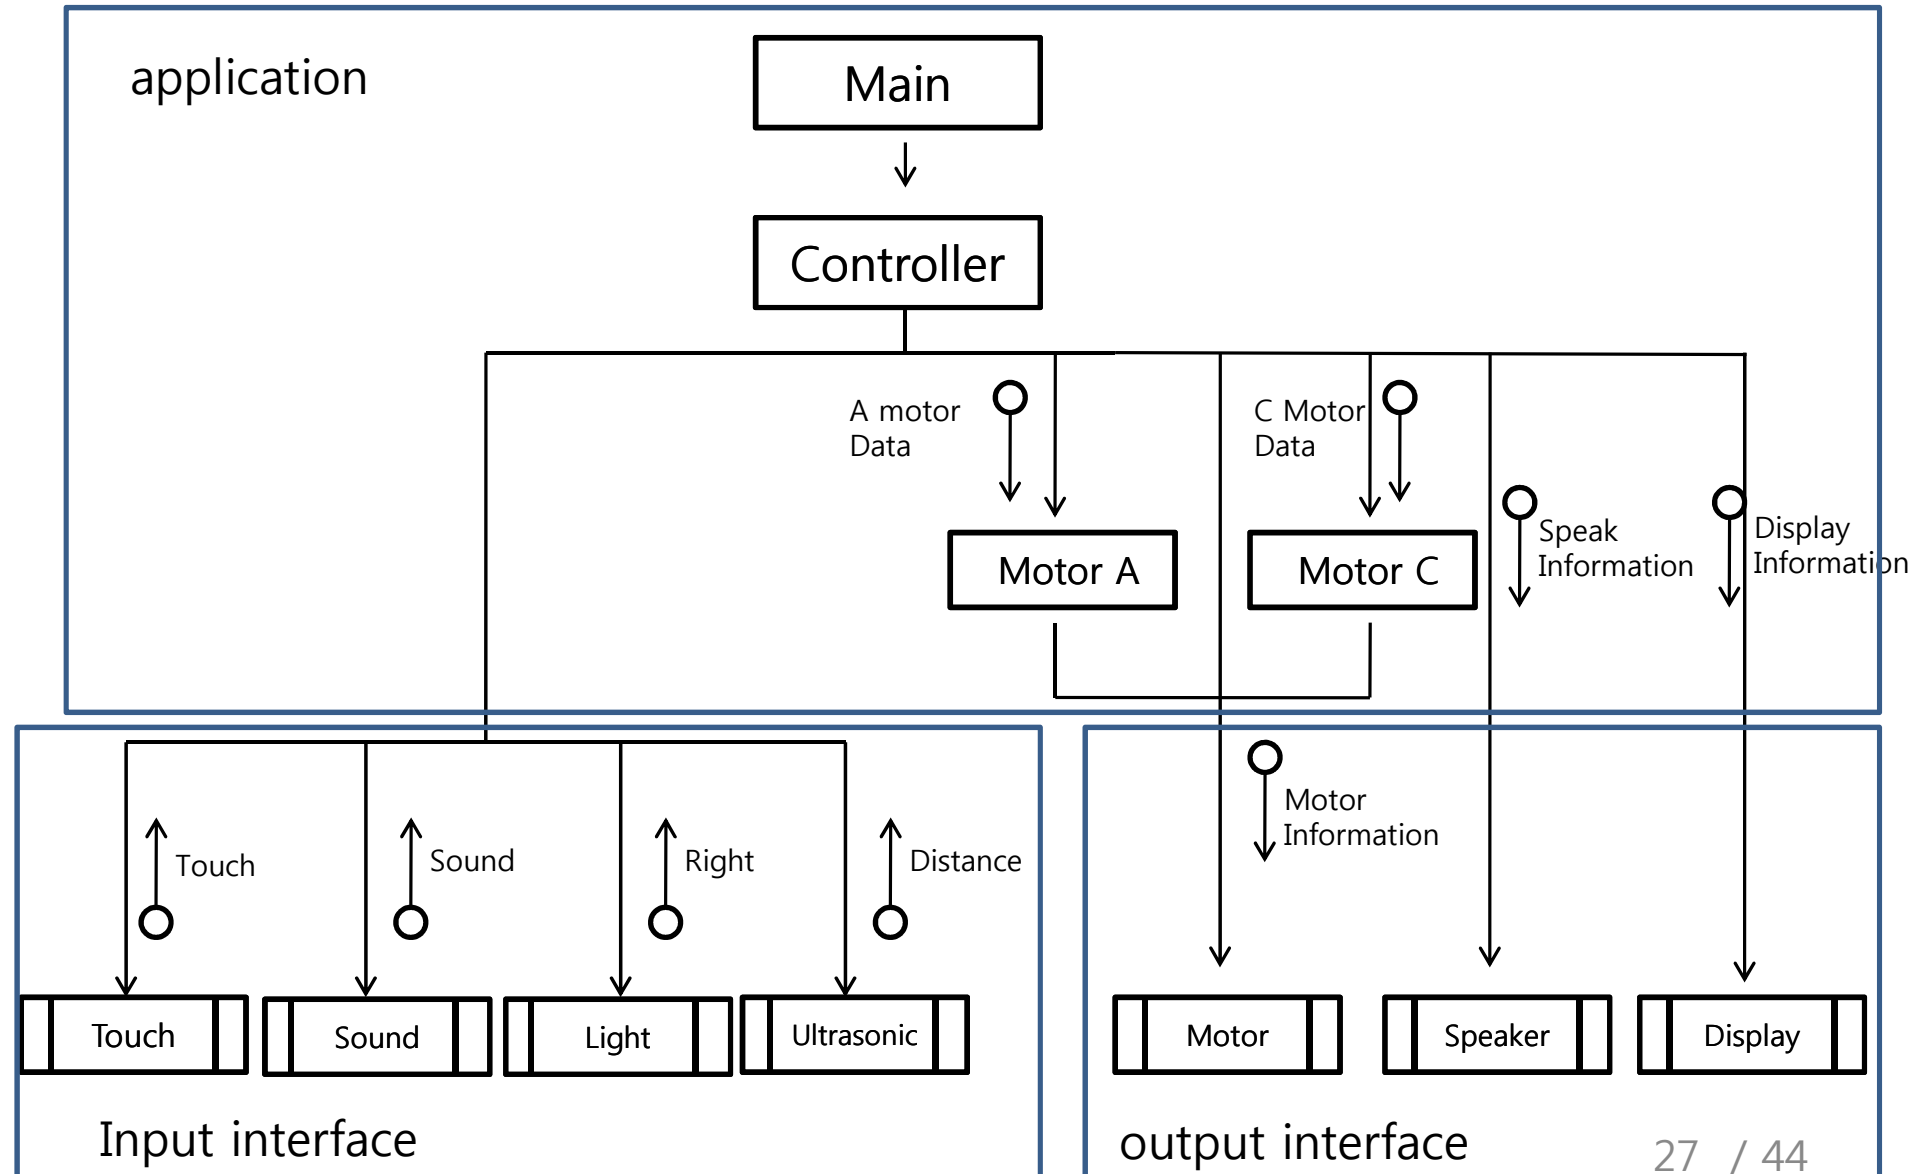 application
Main
Controller
A motor
Data
C Motor
Data
Motor A
Motor C
Speak
Information
Display
Information
Touch
Sound
Right
Distance
Motor
Information
Touch
Sound
Light
Ultrasonic
Motor
Speaker
Display
Input interface
output interface
27 / 44